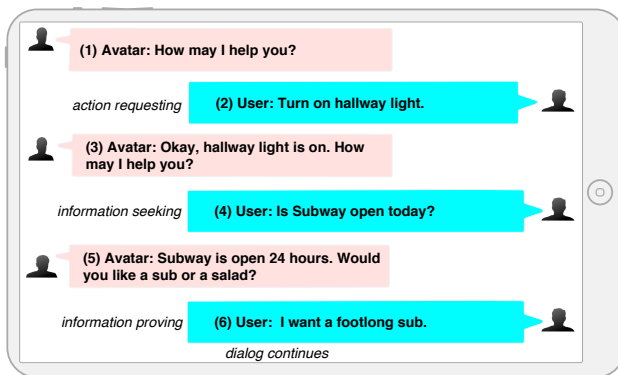 (1) Avatar: How may I help you?
action requesting
(2) User: Turn on hallway light.
(3) Avatar: Okay, hallway light is on. How
may I help you?
information seeking
(4) User: Is Subway open today?
(5) Avatar: Subway is open 24 hours. Would
you like a sub or a salad?
information proving
(6) User: I want a footlong sub.
dialog continues